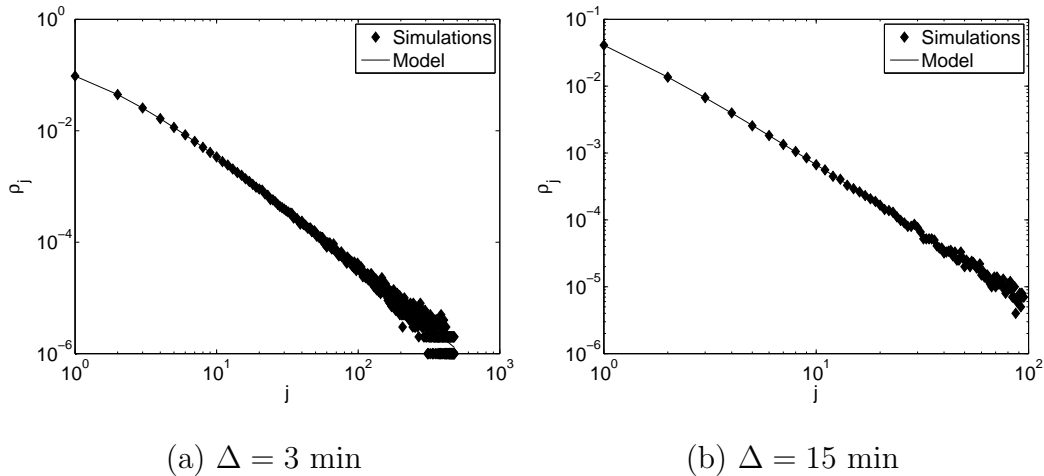 10^0
10^−2
10^−4
10^−6
ρ_j
10^0
10^1
10^2
10^3
j
Simulations
Model
(a) Δ = 3 min
10^−1
10^−2
10^−3
10^−4
10^−5
10^−6
ρ_j
10^0
10^1
10^2
j
Simulations
Model
(b) Δ = 15 min